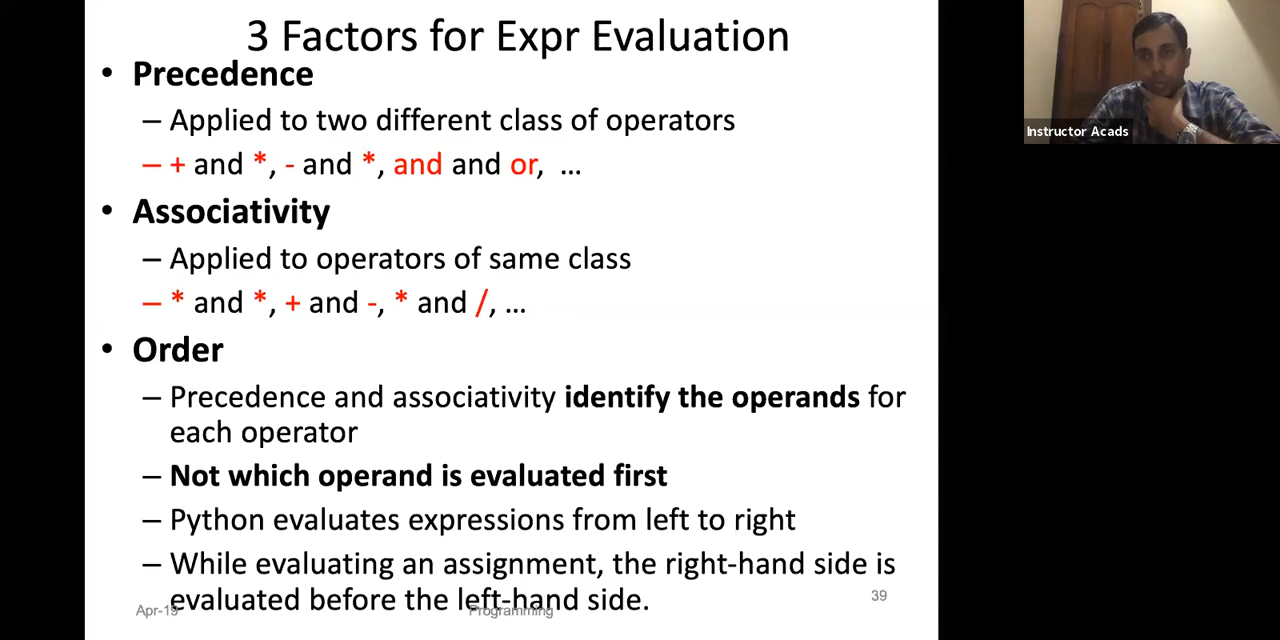 3 Factors for Expr Evaluation
• Precedence
– Applied to two different class of operators
– + and *, - and *, and and or, ...
• Associativity
– Applied to operators of same class
– * and *, + and -, * and /, ...
• Order
– Precedence and associativity identify the operands for
each operator
– Not which operand is evaluated first
– Python evaluates expressions from left to right
– While evaluating an assignment, the right-hand side is
evaluated before the left-hand side.
Apr-19
Programming
39
Instructor Acads